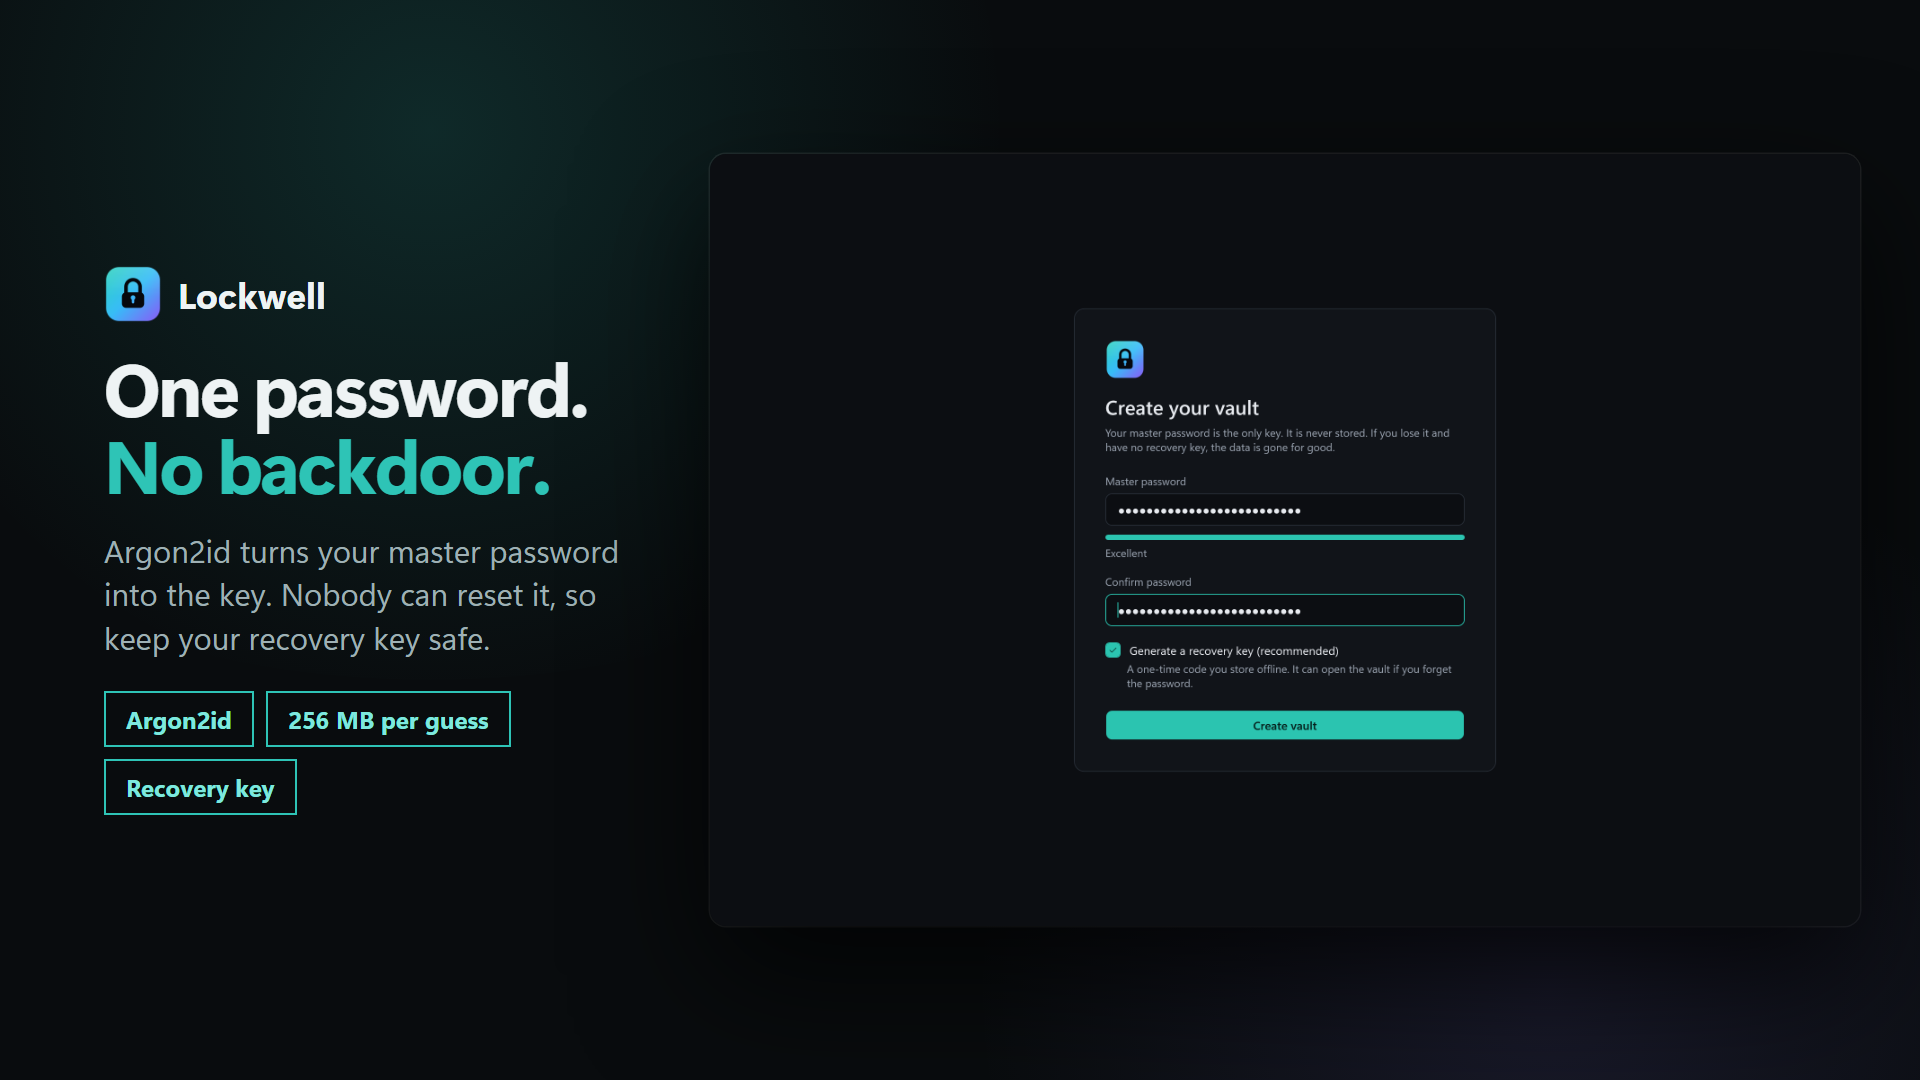 Lockwell
One password.
No backdoor.
Argon2id turns your master password
into the key. Nobody can reset it, so
keep your recovery key safe.
Argon2id
256 MB per guess
Recovery key
Create your vault
Your master password is the only key. It is never stored. If you lose it and
have no recovery key, the data is gone for good.
Master password
••••••••••••••••••••••••••
Excellent
Confirm password
••••••••••••••••••••••••••
Generate a recovery key (recommended)
A one-time code you store offline. It can open the vault if you forget
the password.
Create vault